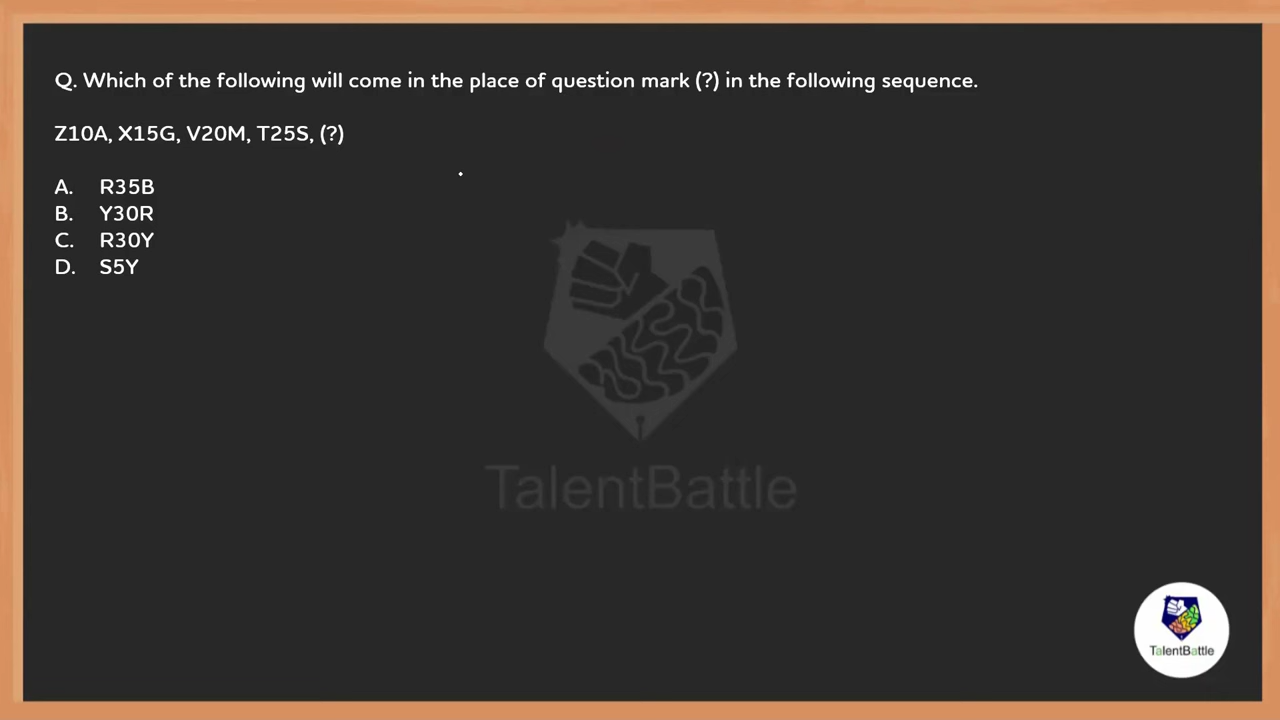 Q. Which of the following will come in the place of question mark (?) in the following sequence.
Z10A, X15G, V20M, T25S, (?)
A. R35B
B. Y30R
C. R30Y
D. S5Y
TalentBattle
TalentBattle